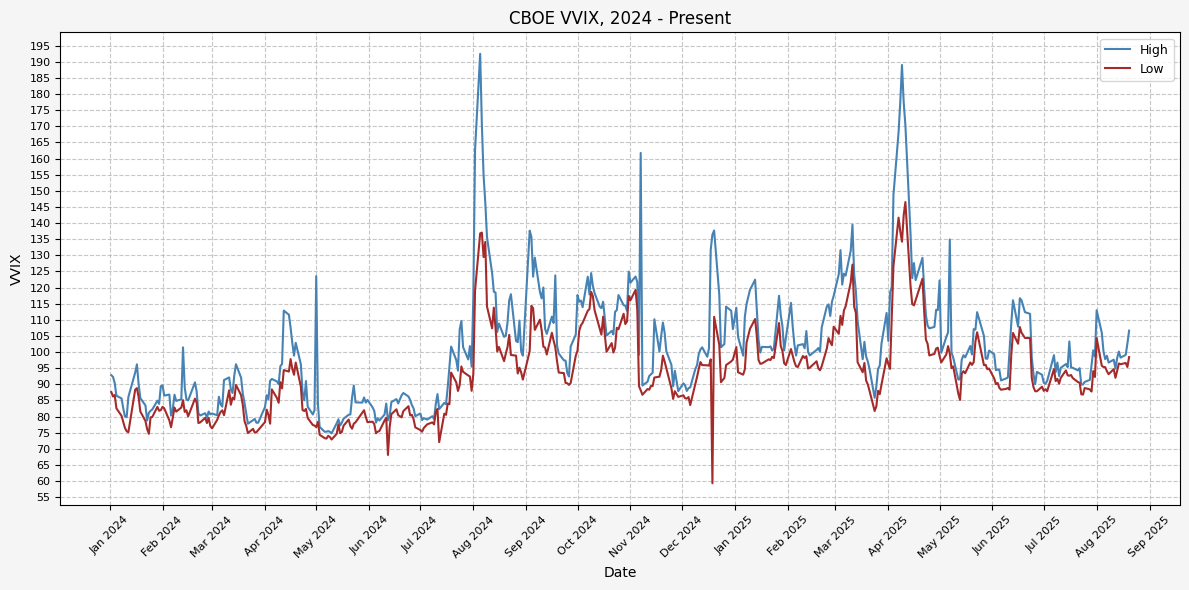 CBOE VVIX, 2024 - Present
High
Low
VVIX
195
190
185
180
175
170
165
160
155
150
145
140
135
130
125
120
115
110
105
100
95
90
85
80
75
70
65
60
55
Jan 2024
Feb 2024
Mar 2024
Apr 2024
May 2024
Jun 2024
Jul 2024
Aug 2024
Sep 2024
Oct 2024
Nov 2024
Dec 2024
Jan 2025
Feb 2025
Mar 2025
Apr 2025
May 2025
Jun 2025
Jul 2025
Aug 2025
Sep 2025
Date